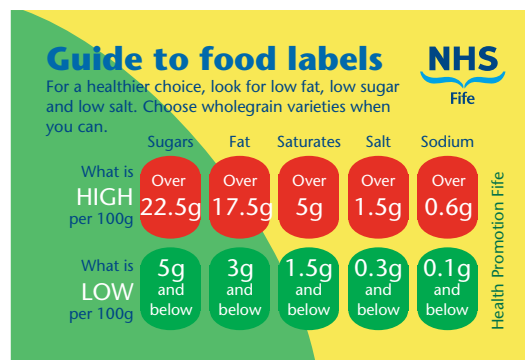 Guide to food labels
NHS
Fife
For a healthier choice, look for low fat, low sugar
and low salt. Choose wholegrain varieties when
you can.
Sugars Fat Saturates Salt Sodium
What is
HIGH
per 100g
Over Over Over Over Over
22.5g 17.5g 5g 1.5g 0.6g
What is
LOW
per 100g
5g 3g 1.5g 0.3g 0.1g
and and and and and
below below below below below
Health Promotion Fife